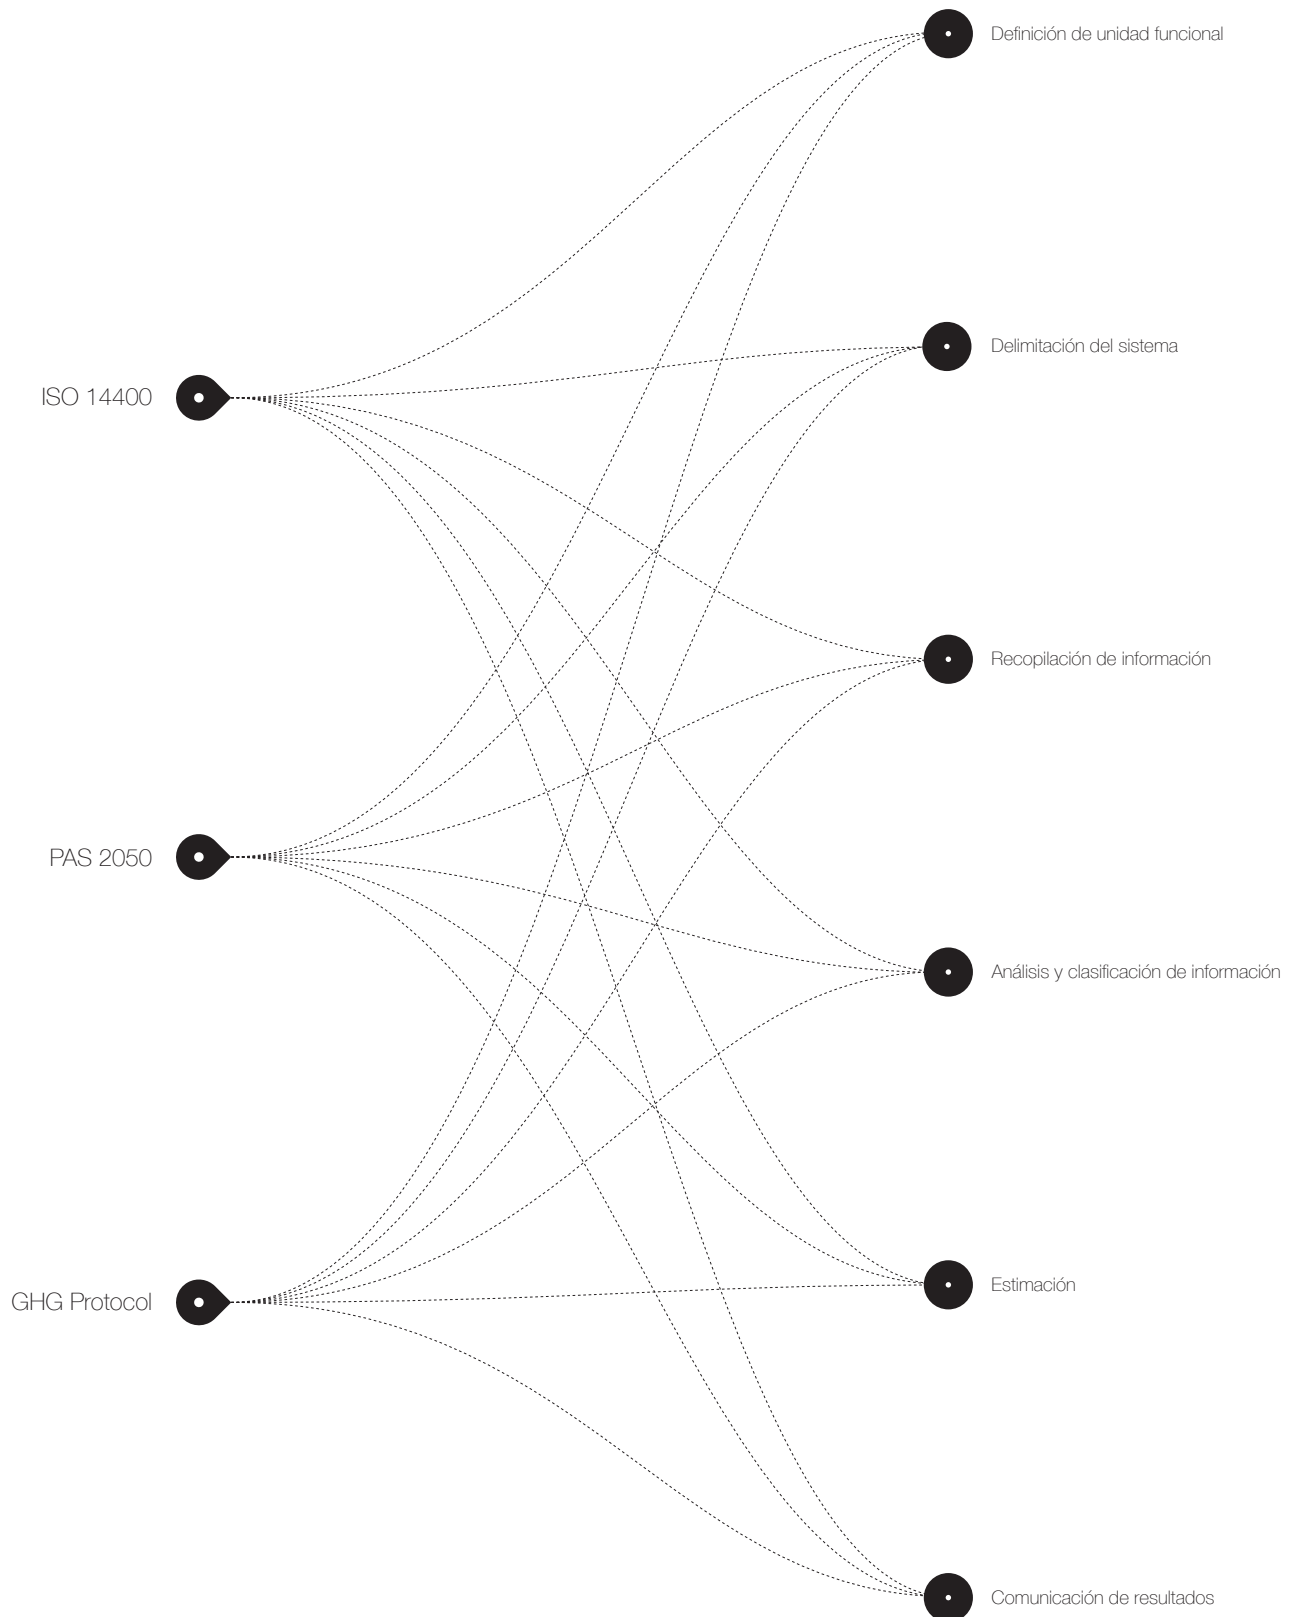 Definición de unidad funcional
Delimitación del sistema
ISO 14400
Recopilación de información
PAS 2050
Análisis y clasificación de información
Estimación
GHG Protocol
Comunicación de resultados